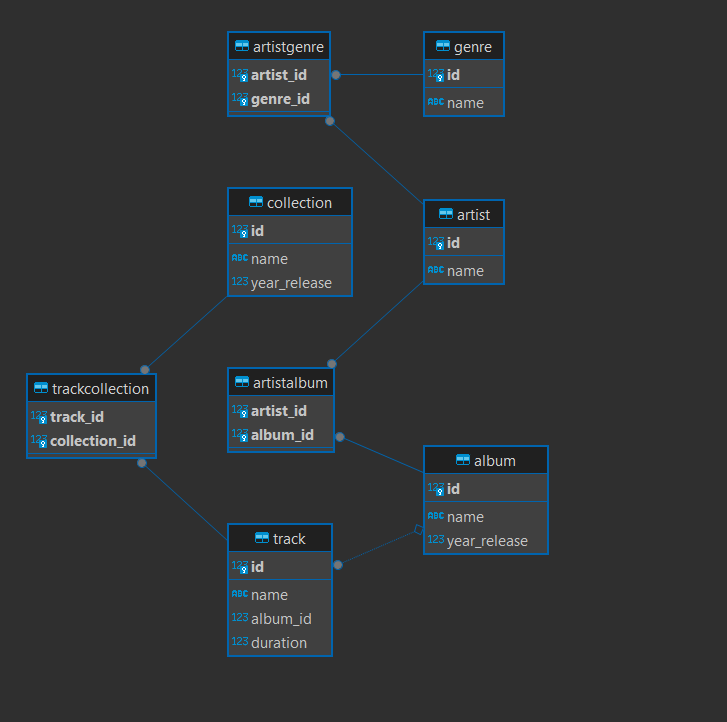 artistgenre
123 artist_id
123 genre_id
genre
123 id
ABC name
collection
123 id
ABC name
123 year_release
artist
123 id
ABC name
trackcollection
123 track_id
123 collection_id
artistalbum
123 artist_id
123 album_id
album
123 id
ABC name
123 year_release
track
123 id
ABC name
123 album_id
123 duration